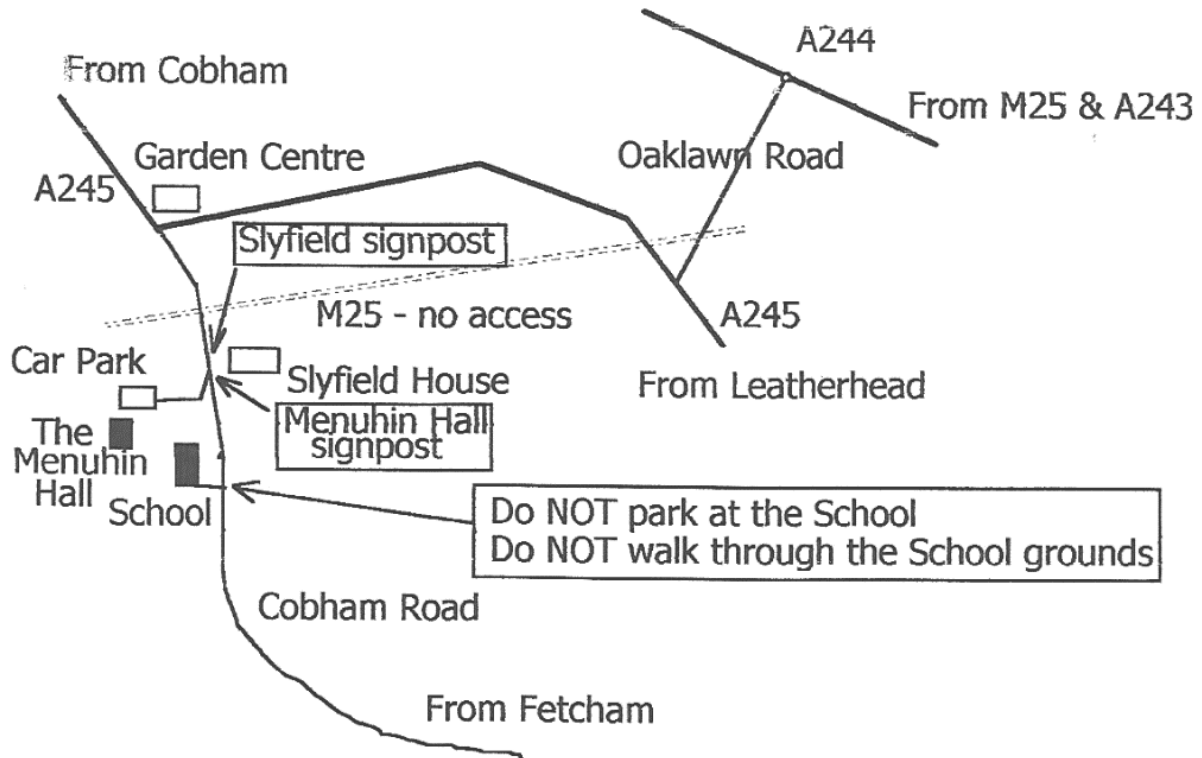 A244
From Cobham
From M25 & A243
Garden Centre
Oaklawn Road
A245
Slyfield signpost
M25 - no access
A245
Car Park
Slyfield House
From Leatherhead
Menuhin Hall
signpost
The
Menuhin
Hall
School
Do NOT park at the School
Do NOT walk through the School grounds
Cobham Road
From Fetcham